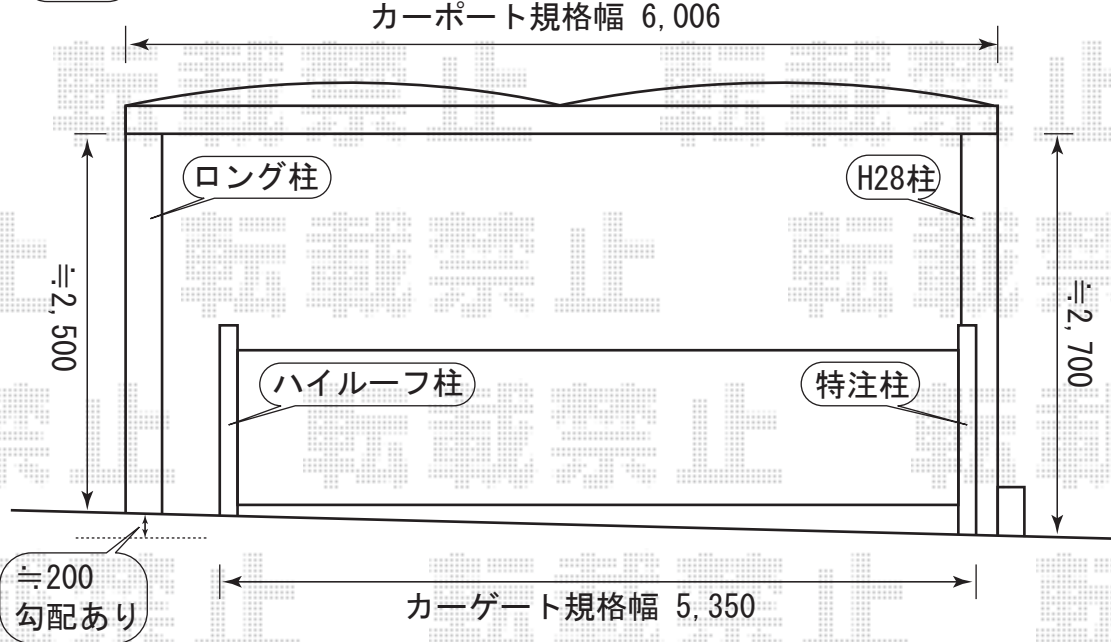 カーポート規格幅 6,006
ロング柱
H28柱
≒2,500
≒2,700
ハイルーフ柱
特注柱
≒200
勾配あり
カーゲート規格幅 5,350
転載禁止